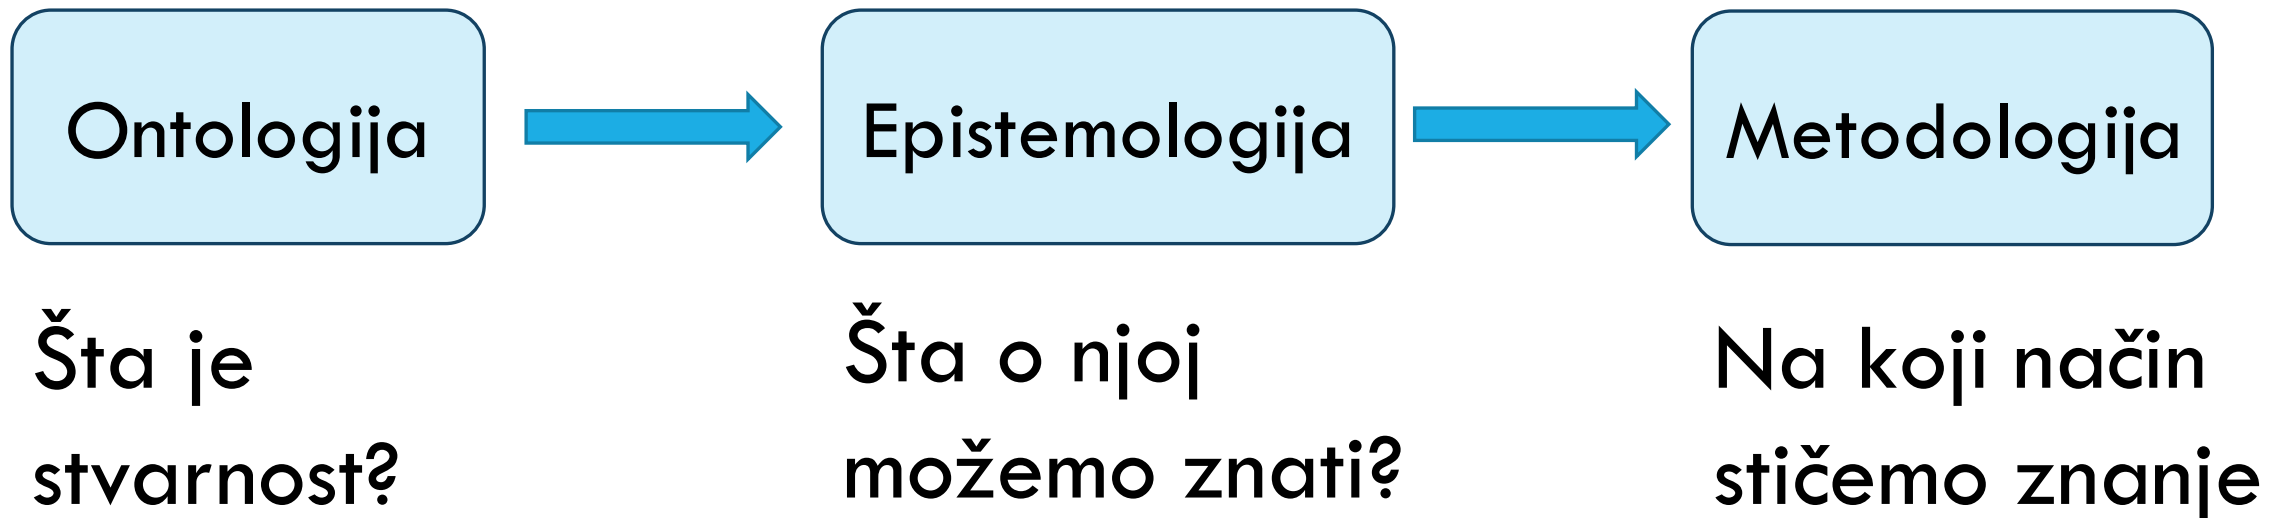 Ontologija
Epistemologija
Metodologija
Šta je
stvarnost?
Šta o njoj
možemo znati?
Na koji način
stičemo znanje